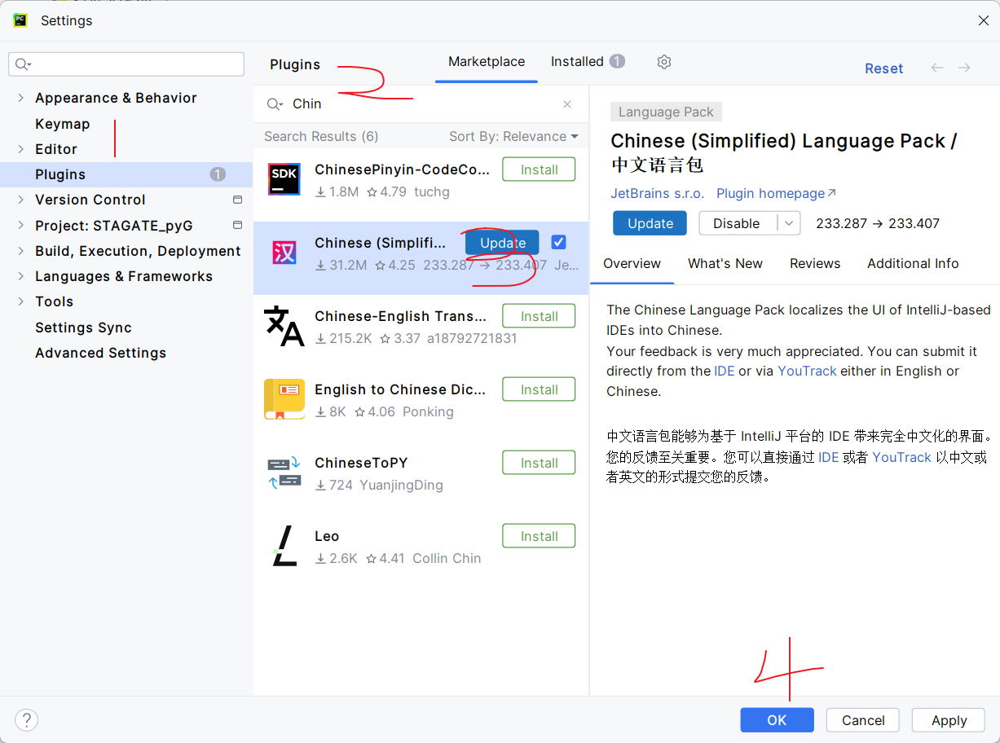 Settings
Plugins
Marketplace
Installed 1
Reset
Appearance & Behavior
Keymap
Editor
Plugins 1
Version Control
Project: STAGATE_pyG
Build, Execution, Deployment
Languages & Frameworks
Tools
Settings Sync
Advanced Settings
1
2
Chin
Search Results (6)
Sort By: Relevance
SDK
ChinesePinyin-CodeCo...
Install
1.8M 4.79 tuchg
汉
Chinese (Simplifi...
Update
31.2M 4.25 233.287 → 233.407 Je...
3
文A
Chinese-English Trans...
Install
215.2K 3.37 a18792721831
English to Chinese Dic...
Install
8K 4.06 Ponking
ChineseToPY
Install
724 YuanjingDing
Leo
Install
2.6K 4.41 Collin Chin
Language Pack
Chinese (Simplified) Language Pack /
中文语言包
JetBrains s.r.o. Plugin homepage
Update
Disable
233.287 → 233.407
Overview
What's New
Reviews
Additional Info
The Chinese Language Pack localizes the UI of IntelliJ-based
IDEs into Chinese.
Your feedback is very much appreciated. You can submit it
directly from the IDE or via YouTrack either in English or
Chinese.
中文语言包能够为基于 IntelliJ 平台的 IDE 带来完全中文化的界面。
您的反馈至关重要。您可以直接通过 IDE 或者 YouTrack 以中文或
者英文的形式提交您的反馈。
4
?
OK
Cancel
Apply